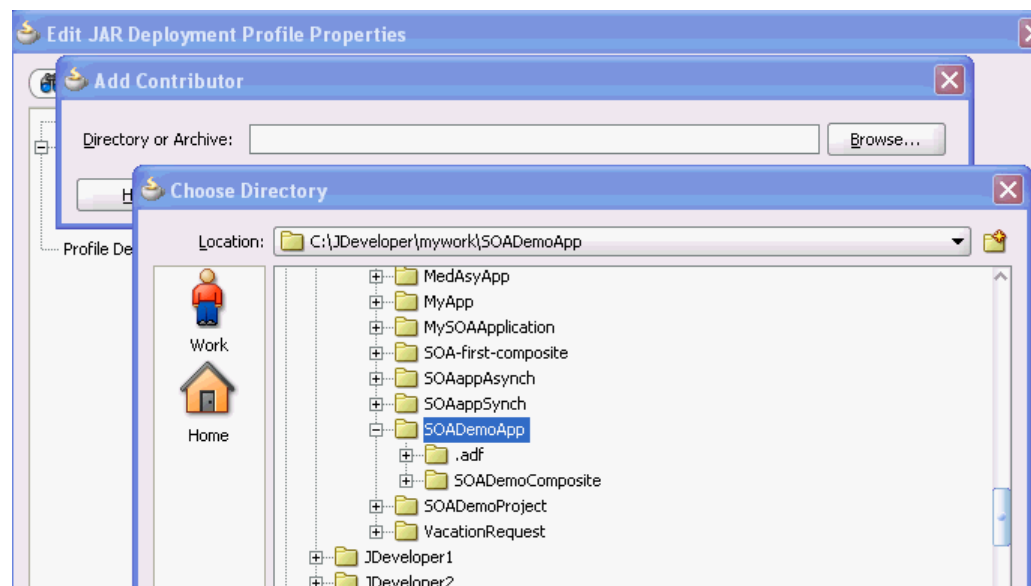 Edit JAR Deployment Profile Properties
Add Contributor
Directory or Archive:
Browse...
H
Choose Directory
Profile De
Location:
C:\JDeveloper\mywork\SOADemoApp
MedAsyApp
MyApp
MySOAApplication
SOA-first-composite
SOAappAsynch
SOAappSynch
SOADemoApp
.adf
SOADemoComposite
SOADemoProject
VacationRequest
JDeveloper1
JDeveloper2
Work
Home